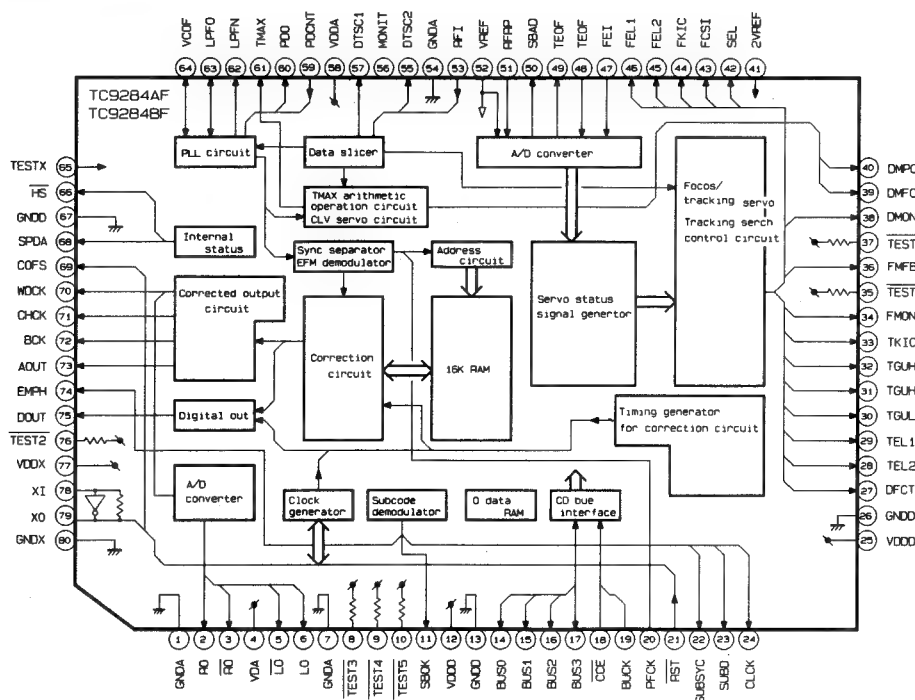 VCOF
LPFO
LPFN
TMAX
PDO
PDCNT
VDDA
DTSC1
MONIT
DTSC2
GNDA
RFI
VREF
RFRP
SBAD
TEOF
TEOF
FEI
FEL1
FEL2
FKIC
FCSI
SEL
2VREF
64 63 62 61 60 59 58 57 56 55 54 53 52 51 50 49 48 47 46 45 44 43 42 41
TC9284AF
TC9284BF
PLL circuit
Data slicer
A/D converter
TMAX arithmetic
operation circuit
CLV servo circuit
Focos/
tracking servo
Tracking serch
control circuit
Internal
status
Sync separator
EFM demodulator
Address
circuit
Corrected output
circuit
Correction
circuit
16K RAM
Servo status
signal genertor
Digital out
Timing generator
for correction circuit
A/D
converter
Clock
generator
Subcode
demodulator
O data
RAM
CD bus
interface
TESTX 65
HS 66
GNDD 67
SPDA 68
COFS 69
WDCK 70
CHCK 71
BCK 72
AOUT 73
EMPH 74
DOUT 75
TEST2 76
VDDX 77
XI 78
XO 79
GNDX 80
40 DMPC
39 DMFC
38 DMON
37 TEST
36 FMFB
35 TEST
34 FMON
33 TKIC
32 TGUH
31 TGUH
30 TGUL
29 TEL1
28 TEL2
27 DFCT
26 GNDD
25 VDDD
1 2 3 4 5 6 7 8 9 10 11 12 13 14 15 16 17 18 19 20 21 22 23 24
GNDA
RO
RO
VDA
LO
LO
GNDA
TEST3
TEST4
TEST5
SBOK
VDDD
GNDD
BUS0
BUS1
BUS2
BUS3
CCE
BUCK
PFCK
RST
SUBSYC
SUBD
CLCK